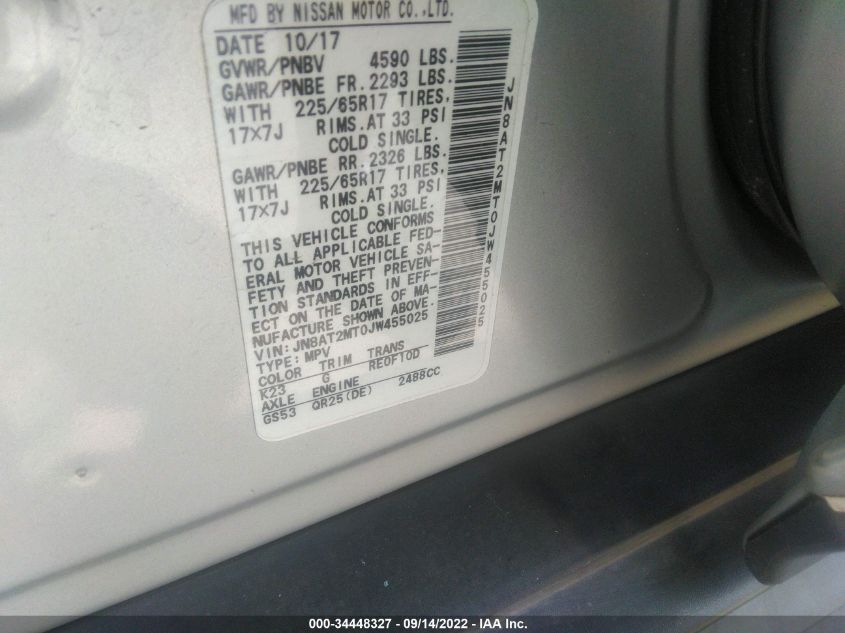 MFD BY NISSAN MOTOR CO.,LTD.
DATE 10/17
GVWR/PNBV 4590 LBS.
GAWR/PNBE FR. 2293 LBS.
WITH 225/65R17 TIRES,
17X7J RIMS. AT 33 PSI
COLD SINGLE.
GAWR/PNBE RR. 2326 LBS.
WITH 225/65R17 TIRES,
17X7J RIMS. AT 33 PSI
COLD SINGLE.
THIS VEHICLE CONFORMS
TO ALL APPLICABLE FED-
ERAL MOTOR VEHICLE SA-
FETY AND THEFT PREVEN-
TION STANDARDS IN EFF-
ECT ON THE DATE OF MA-
NUFACTURE SHOWN ABOVE.
VIN: JN8AT2MT0JW455025
TYPE: MPV
COLOR TRIM TRANS
K23 G RE0F10D
AXLE ENGINE
GS53 QR25(DE) 2488CC
JN8AT2MT0JW455025
000-34448327 - 09/14/2022 - IAA Inc.